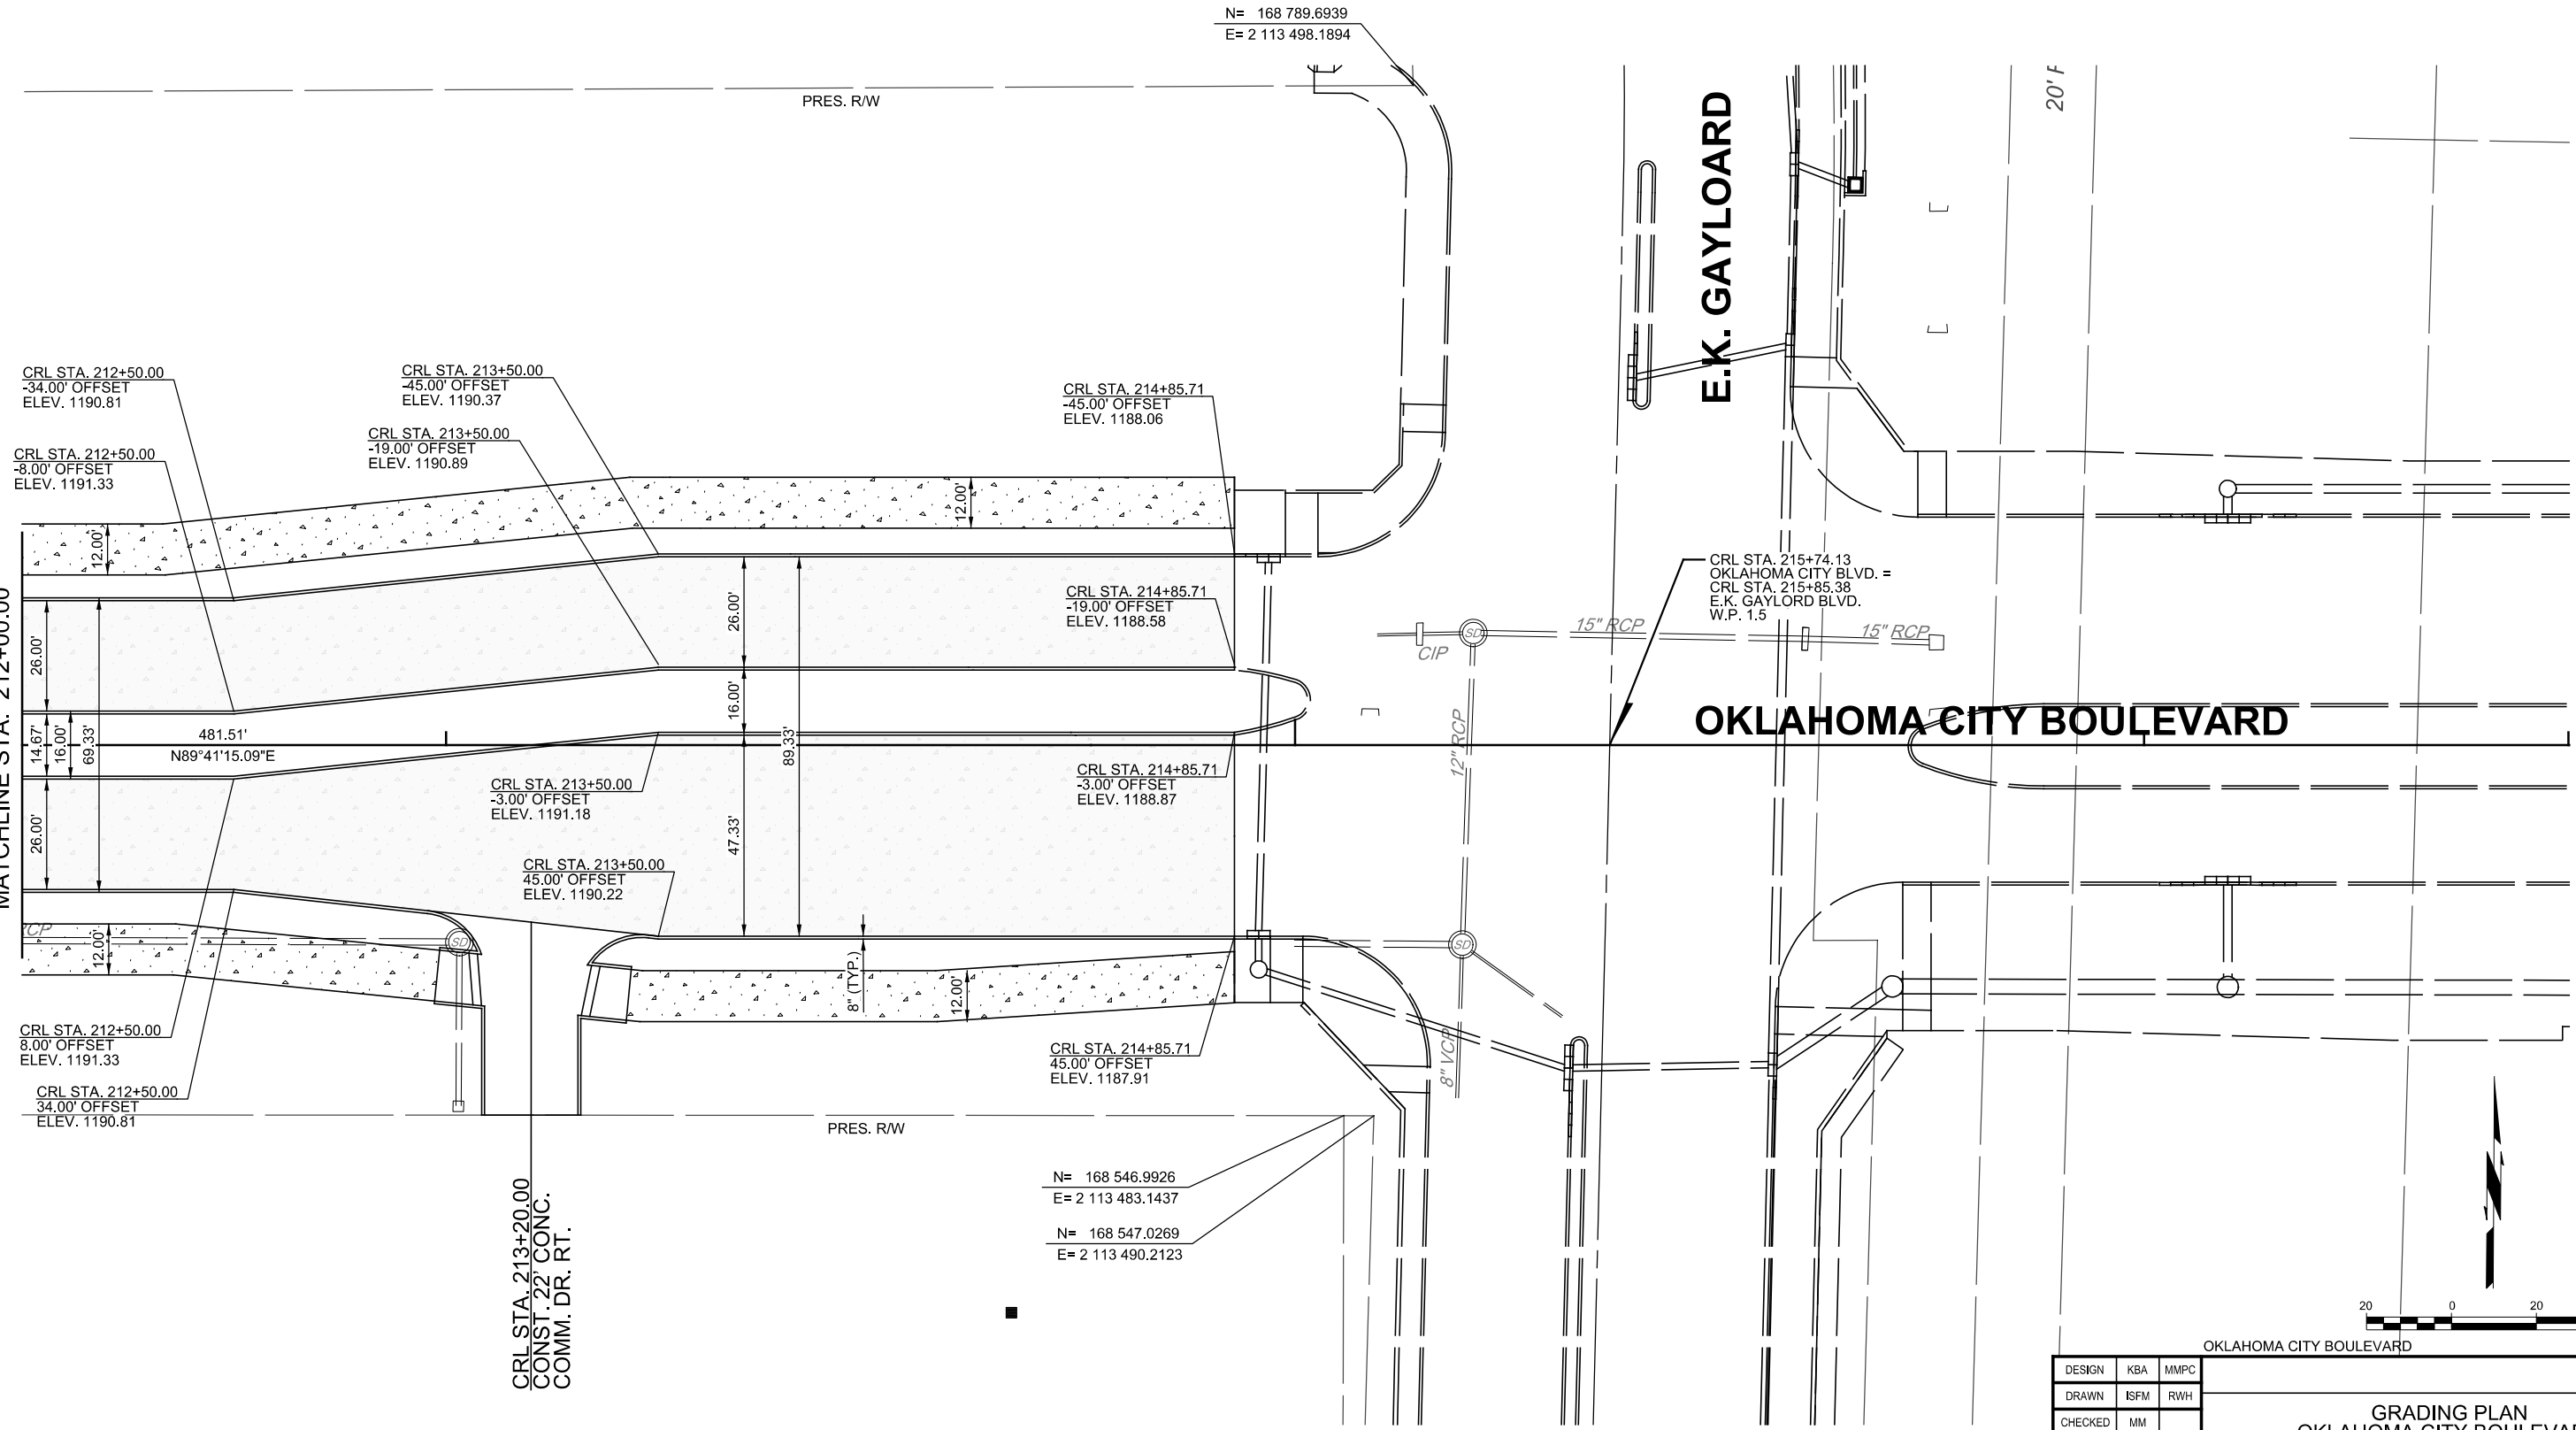 N= 168 789.6939
E= 2 113 498.1894
PRES. R/W
E.K. GAYLOARD
CRL STA. 212+50.00
-34.00' OFFSET
ELEV. 1190.81
CRL STA. 213+50.00
-45.00' OFFSET
ELEV. 1190.37
CRL STA. 214+85.71
-45.00' OFFSET
ELEV. 1188.06
CRL STA. 212+50.00
-8.00' OFFSET
ELEV. 1191.33
CRL STA. 213+50.00
-19.00' OFFSET
ELEV. 1190.89
12.00'
12.00'
CRL STA. 215+74.13
OKLAHOMA CITY BLVD. =
CRL STA. 215+85.38
E.K. GAYLORD BLVD.
W.P. 1.5
CRL STA. 214+85.71
-19.00' OFFSET
ELEV. 1188.58
MATCHLINE STA. 212+00.00
26.00'
14.67'
16.00'
69.33'
26.00'
26.00'
16.00'
89.33'
47.33'
SD
15" RCP
15" RCP
CIP
12" RCP
OKLAHOMA CITY BOULEVARD
481.51'
N89°41'15.09"E
CRL STA. 213+50.00
-3.00' OFFSET
ELEV. 1191.18
CRL STA. 214+85.71
-3.00' OFFSET
ELEV. 1188.87
CRL STA. 213+50.00
45.00' OFFSET
ELEV. 1190.22
RCP
12.00'
SD
SD
8" (TYP.)
12.00'
8" VCP
CRL STA. 212+50.00
8.00' OFFSET
ELEV. 1191.33
CRL STA. 214+85.71
45.00' OFFSET
ELEV. 1187.91
CRL STA. 212+50.00
34.00' OFFSET
ELEV. 1190.81
PRES. R/W
CRL STA. 213+20.00
CONST. 22' CONC.
COMM. DR. RT.
N= 168 546.9926
E= 2 113 483.1437
N= 168 547.0269
E= 2 113 490.2123
20 0 20
OKLAHOMA CITY BOULEVARD
DESIGN KBA MMPC
DRAWN ISFM RWH
CHECKED MM
GRADING PLAN
OKLAHOMA CITY